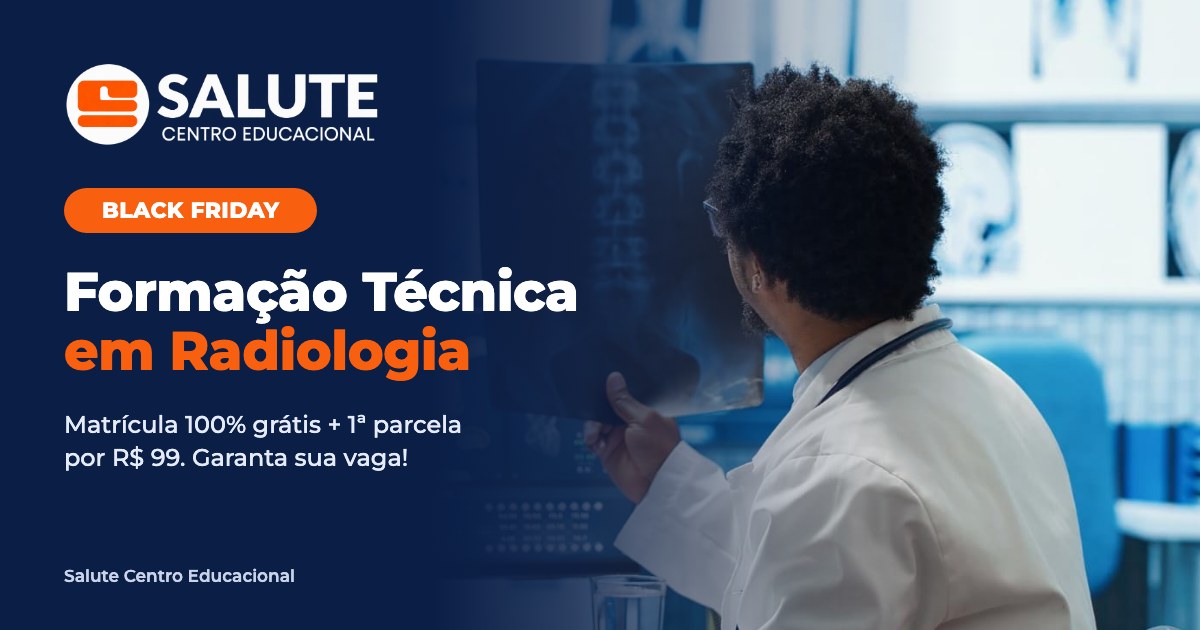 SALUTE
CENTRO EDUCACIONAL
BLACK FRIDAY
Formação Técnica
em Radiologia
Matrícula 100% grátis + 1ª parcela
por R$ 99. Garanta sua vaga!
Salute Centro Educacional